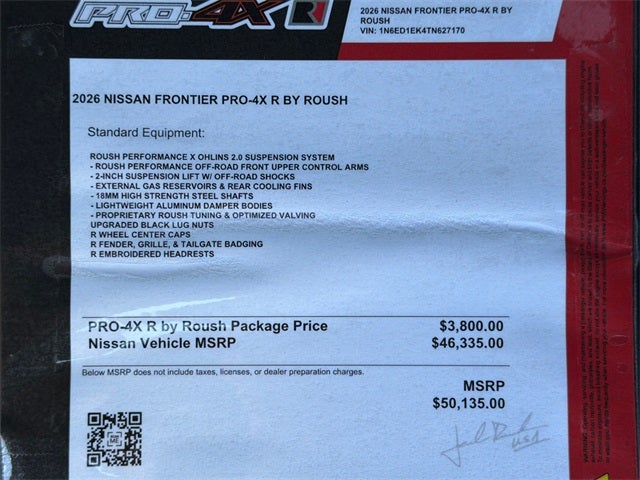 PRO-4X R
2026 NISSAN FRONTIER PRO-4X R BY
ROUSH
VIN: 1N6ED1EK4TN627170
2026 NISSAN FRONTIER PRO-4X R BY ROUSH
Standard Equipment:
ROUSH PERFORMANCE X OHLINS 2.0 SUSPENSION SYSTEM
- ROUSH PERFORMANCE OFF-ROAD FRONT UPPER CONTROL ARMS
- 2-INCH SUSPENSION LIFT W/ OFF-ROAD SHOCKS
- EXTERNAL GAS RESERVOIRS & REAR COOLING FINS
- 18MM HIGH STRENGTH STEEL SHAFTS
- LIGHTWEIGHT ALUMINUM DAMPER BODIES
- PROPRIETARY ROUSH TUNING & OPTIMIZED VALVING
UPGRADED BLACK LUG NUTS
R WHEEL CENTER CAPS
R FENDER, GRILLE, & TAILGATE BADGING
R EMBROIDERED HEADRESTS
PRO-4X R by Roush Package Price $3,800.00
Nissan Vehicle MSRP $46,335.00
Below MSRP does not include taxes, licenses, or dealer preparation charges.
MSRP
$50,135.00
ME
USA